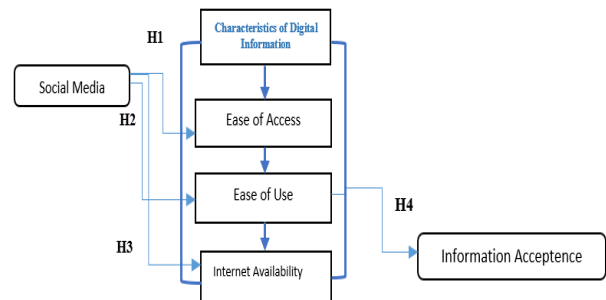 Characteristics of Digital
Information
H1
Social Media
Ease of Access
H2
Ease of Use
H4
H3
Information Acceptence
Internet Availability